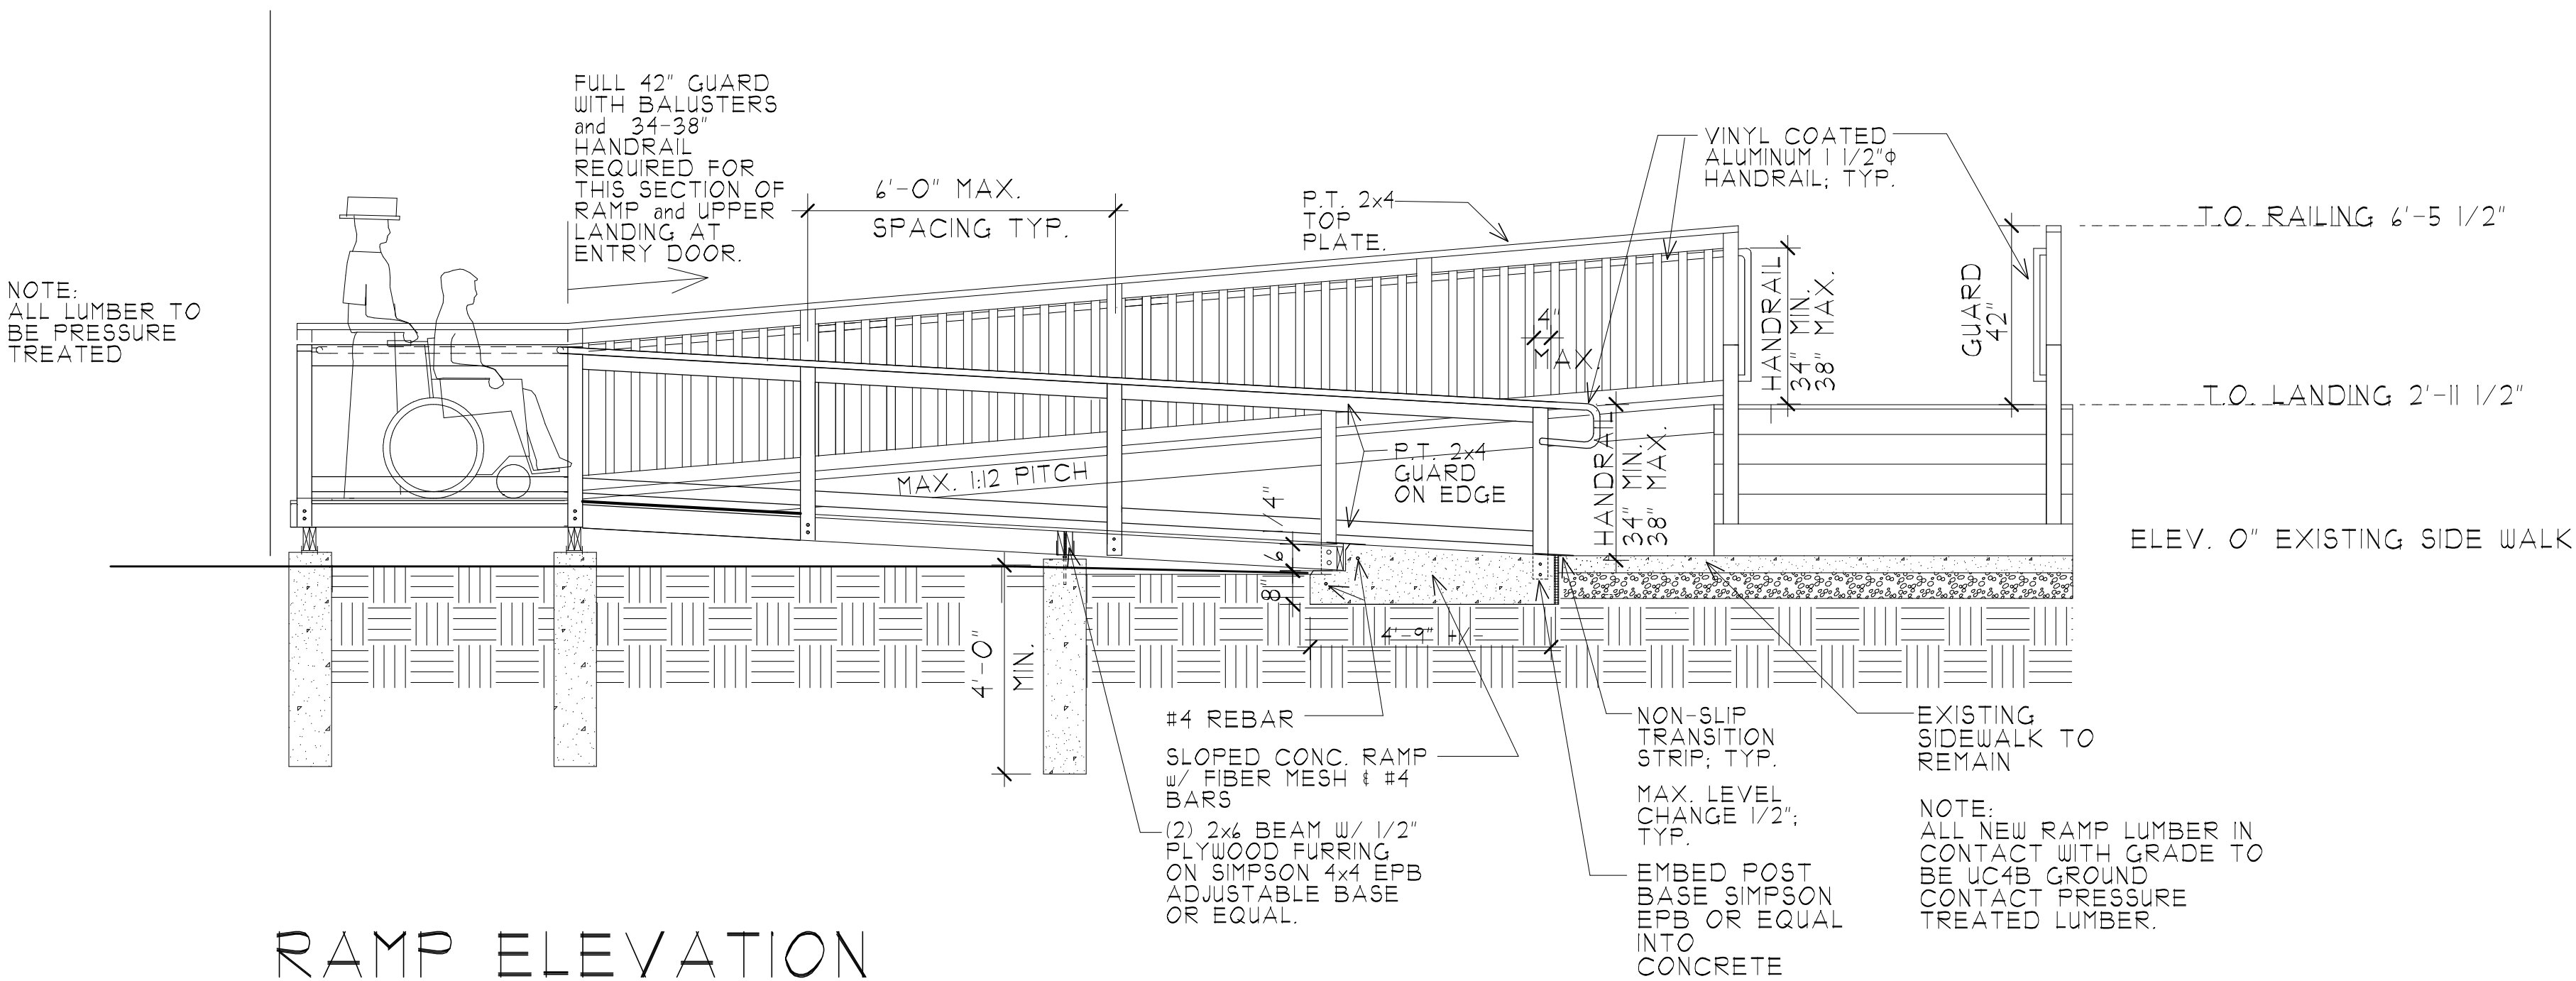 FULL 42" GUARD
WITH BALUSTERS
and 34-38"
HANDRAIL
REQUIRED FOR
THIS SECTION OF
RAMP and UPPER
LANDING AT
ENTRY DOOR.
6'-0" MAX.
SPACING TYP.
P.T. 2x4
TOP
PLATE.
VINYL COATED
ALUMINUM 1 1/2"ϕ
HANDRAIL; TYP.
T.O. RAILING 6'-5 1/2"
NOTE:
ALL LUMBER TO
BE PRESSURE
TREATED
4"
MAX.
HANDRAIL
34" MIN.
38" MAX.
GUARD
42"
T.O. LANDING 2'-11 1/2"
MAX. 1:12 PITCH
P.T. 2x4
GUARD
ON EDGE
HANDRAIL
34" MIN.
38" MAX.
ELEV. 0" EXISTING SIDE WALK
6 1/4"
8"
4'-9" +/-
4'-0"
MIN.
#4 REBAR
SLOPED CONC. RAMP
w/ FIBER MESH & #4
BARS
(2) 2x6 BEAM W/ 1/2"
PLYWOOD FURRING
ON SIMPSON 4x4 EPB
ADJUSTABLE BASE
OR EQUAL.
NON-SLIP
TRANSITION
STRIP; TYP.
MAX. LEVEL
CHANGE 1/2";
TYP.
EMBED POST
BASE SIMPSON
EPB OR EQUAL
INTO
CONCRETE
EXISTING
SIDEWALK TO
REMAIN
NOTE:
ALL NEW RAMP LUMBER IN
CONTACT WITH GRADE TO
BE UC4B GROUND
CONTACT PRESSURE
TREATED LUMBER.
RAMP ELEVATION